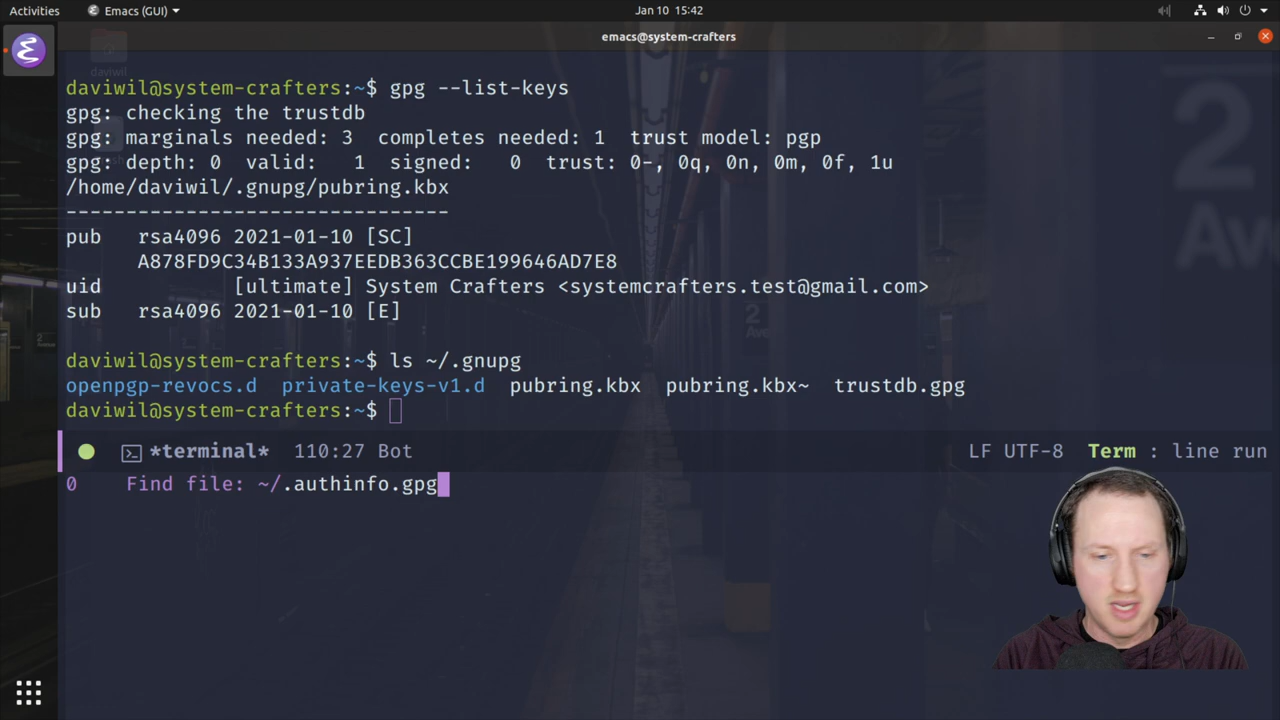 Activities Emacs (GUI) Jan 10 15:42
emacs@system-crafters
daviwil
daviwil@system-crafters:~$ gpg --list-keys
gpg: checking the trustdb
gpg: marginals needed: 3 completes needed: 1 trust model: pgp
gpg: depth: 0 valid: 1 signed: 0 trust: 0-, 0q, 0n, 0m, 0f, 1u
/home/daviwil/.gnupg/pubring.kbx
--------------------------------
pub rsa4096 2021-01-10 [SC]
A878FD9C34B133A937EEDB363CCBE199646AD7E8
uid [ultimate] System Crafters <systemcrafters.test@gmail.com>
sub rsa4096 2021-01-10 [E]
daviwil@system-crafters:~$ ls ~/.gnupg
openpgp-revocs.d private-keys-v1.d pubring.kbx pubring.kbx~ trustdb.gpg
daviwil@system-crafters:~$
*terminal* 110:27 Bot LF UTF-8 Term : line run
0 Find file: ~/.authinfo.gpg
2
Av
2
Ave